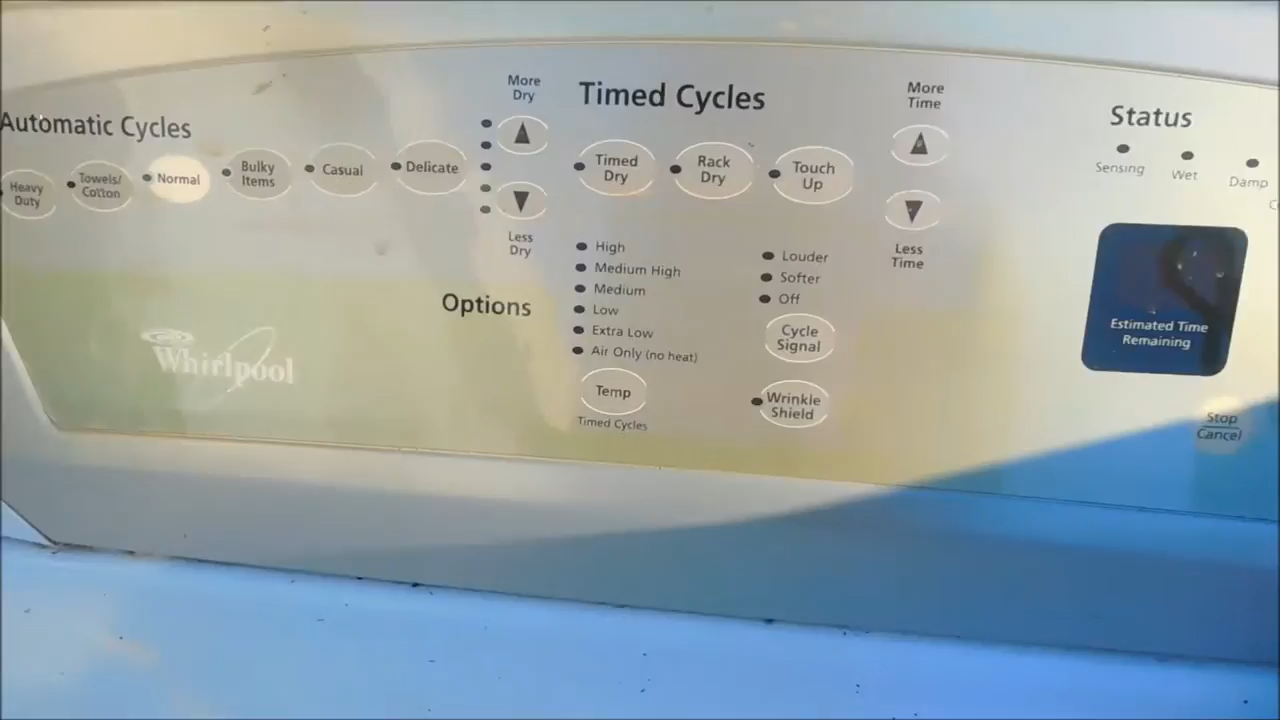 Automatic Cycles
Heavy
Duty
Towels/
Cotton
Normal
Bulky
Items
Casual
Delicate
More
Dry
Less
Dry
Timed Cycles
Timed
Dry
Rack
Dry
Touch
Up
More
Time
Less
Time
Status
Sensing
Wet
Damp
Options
High
Medium High
Medium
Low
Extra Low
Air Only (no heat)
Temp
Timed Cycles
Louder
Softer
Off
Cycle
Signal
Wrinkle
Shield
Estimated Time
Remaining
Stop
Cancel
Whirlpool